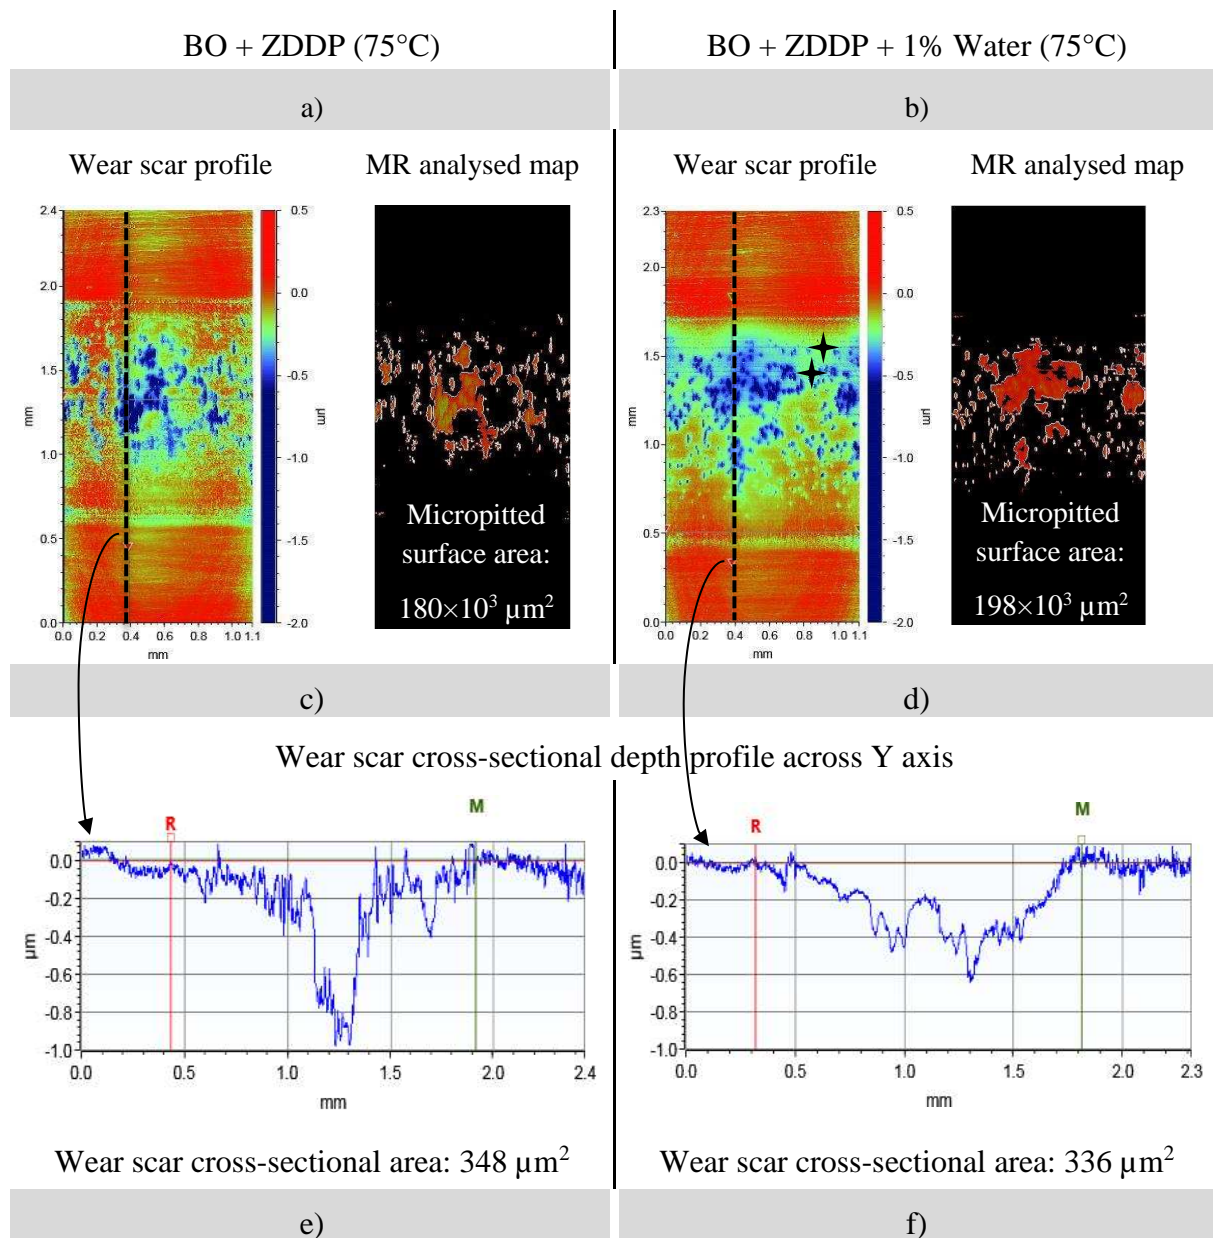 BO + ZDDP (75°C)
BO + ZDDP + 1% Water (75°C)
a)
b)
Wear scar profile
MR analysed map
Wear scar profile
MR analysed map
2.4
2.0
1.5
1.0
0.5
0.0
mm
0.0 0.2 0.4 0.6 0.8 1.0 1.1
mm
0.5
0.0
-0.5
-1.0
-1.5
-2.0
µm
Micropitted
surface area:
180×10³ µm²
2.3
2.0
1.5
1.0
0.5
0.0
mm
0.0 0.2 0.4 0.6 0.8 1.1
mm
0.5
0.0
-0.5
-1.0
-1.5
-2.0
µm
Micropitted
surface area:
198×10³ µm²
c)
d)
Wear scar cross-sectional depth profile across Y axis
R
M
0.0
-0.2
-0.4
-0.6
-0.8
-1.0
µm
0.0 0.5 1.0 1.5 2.0 2.4
mm
R
M
0.0
-0.2
-0.4
-0.6
-0.8
-1.0
µm
0.0 0.5 1.0 1.5 2.0 2.3
mm
Wear scar cross-sectional area: 348 µm²
Wear scar cross-sectional area: 336 µm²
e)
f)